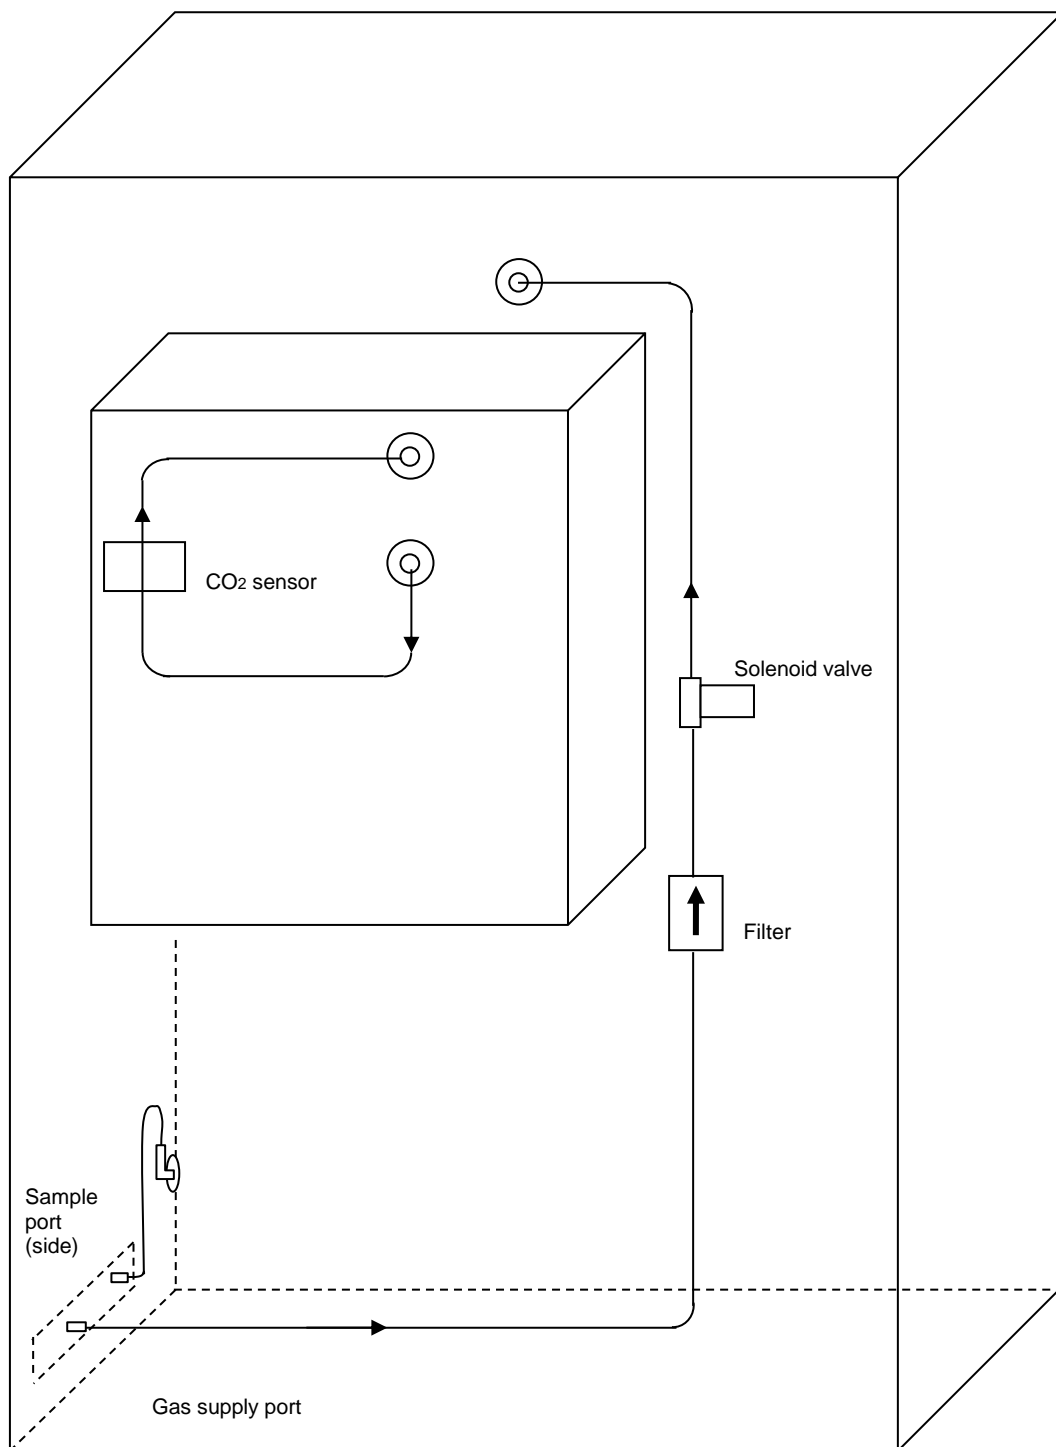 CO2 sensor
Solenoid valve
Filter
Sample
port
(side)
Gas supply port